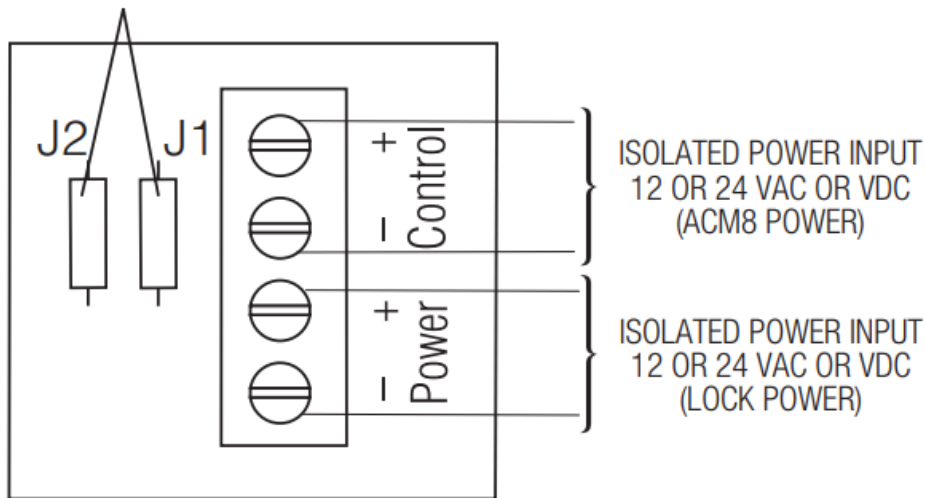 J2 J1
+ Control -
ISOLATED POWER INPUT
12 OR 24 VAC OR VDC
(ACM8 POWER)
+ Power -
ISOLATED POWER INPUT
12 OR 24 VAC OR VDC
(LOCK POWER)